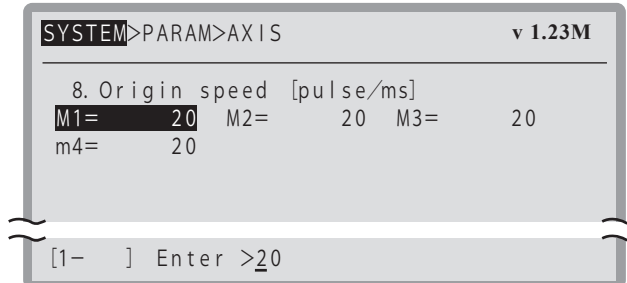 SYSTEM>PARAM>AXIS v 1.23M
8. Origin speed [pulse/ms]
M1= 20 M2= 20 M3= 20
m4= 20
[1– ] Enter >20